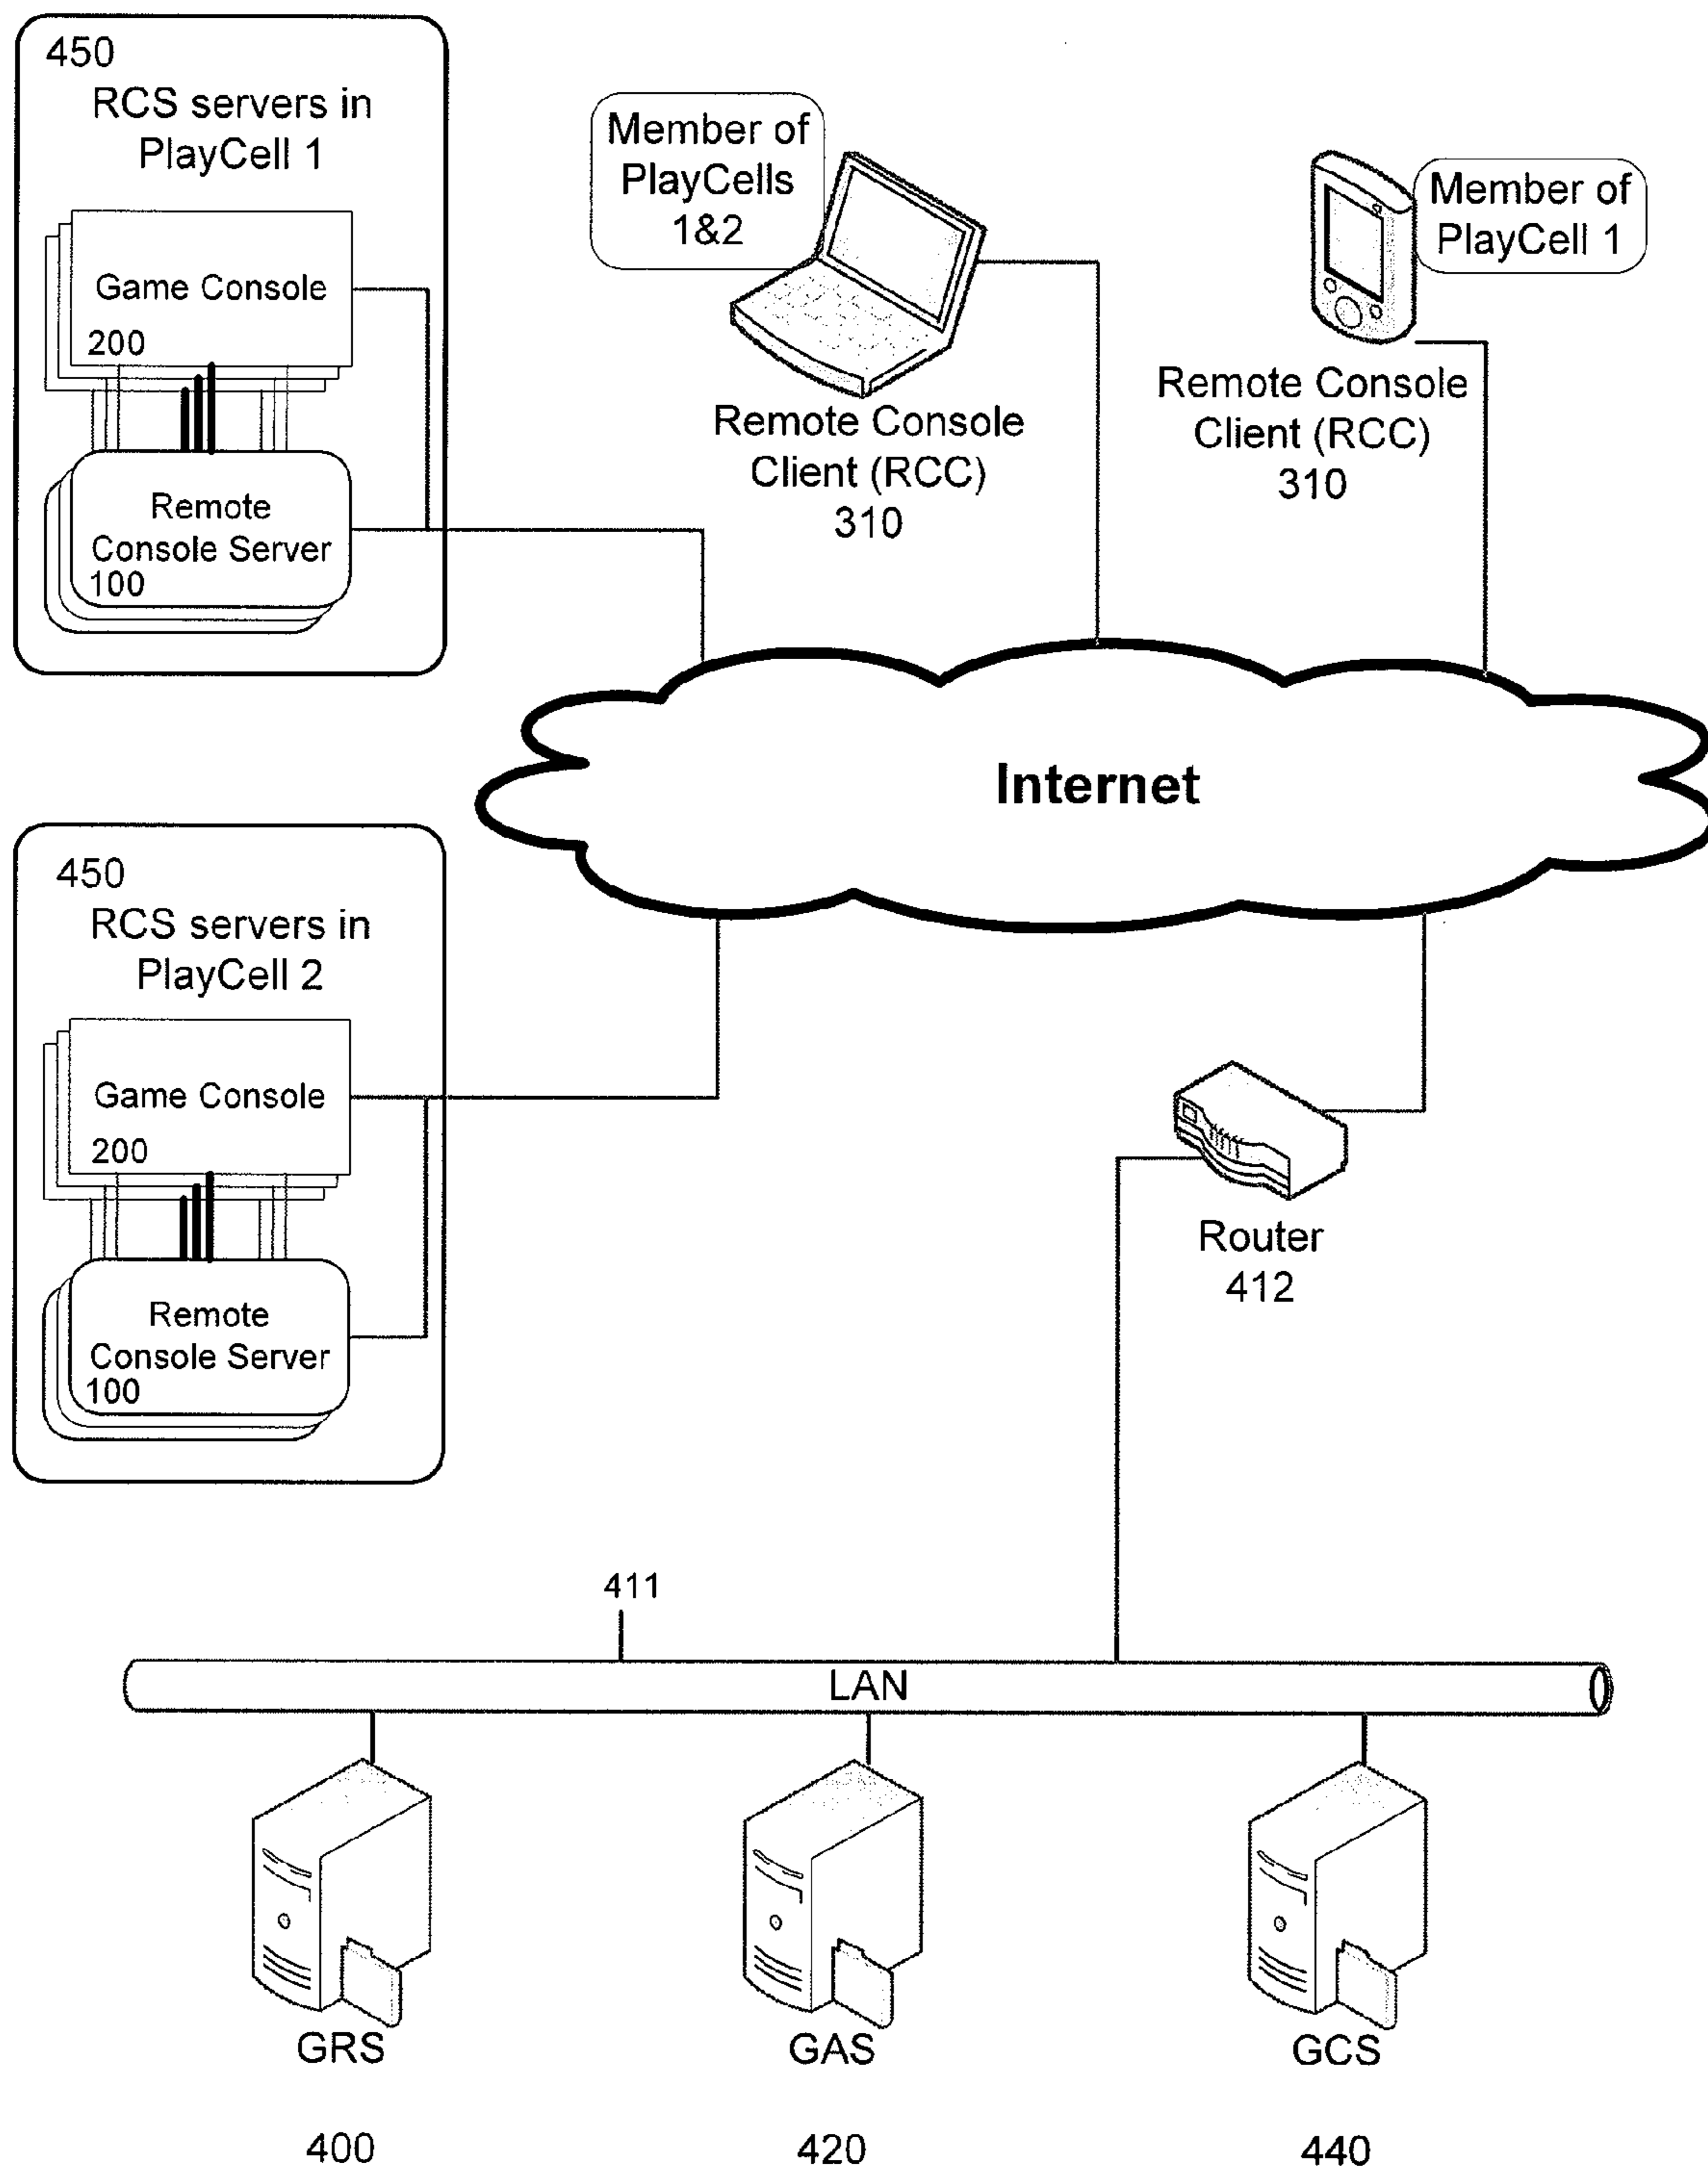 450
RCS servers in
PlayCell 1
Game Console
200
Remote
Console Server
100
Member of
PlayCells
1&2
Remote Console
Client (RCC)
310
Member of
PlayCell 1
Remote Console
Client (RCC)
310
Internet
450
RCS servers in
PlayCell 2
Game Console
200
Remote
Console Server
100
Router
412
411
LAN
GRS
GAS
GCS
400
420
440